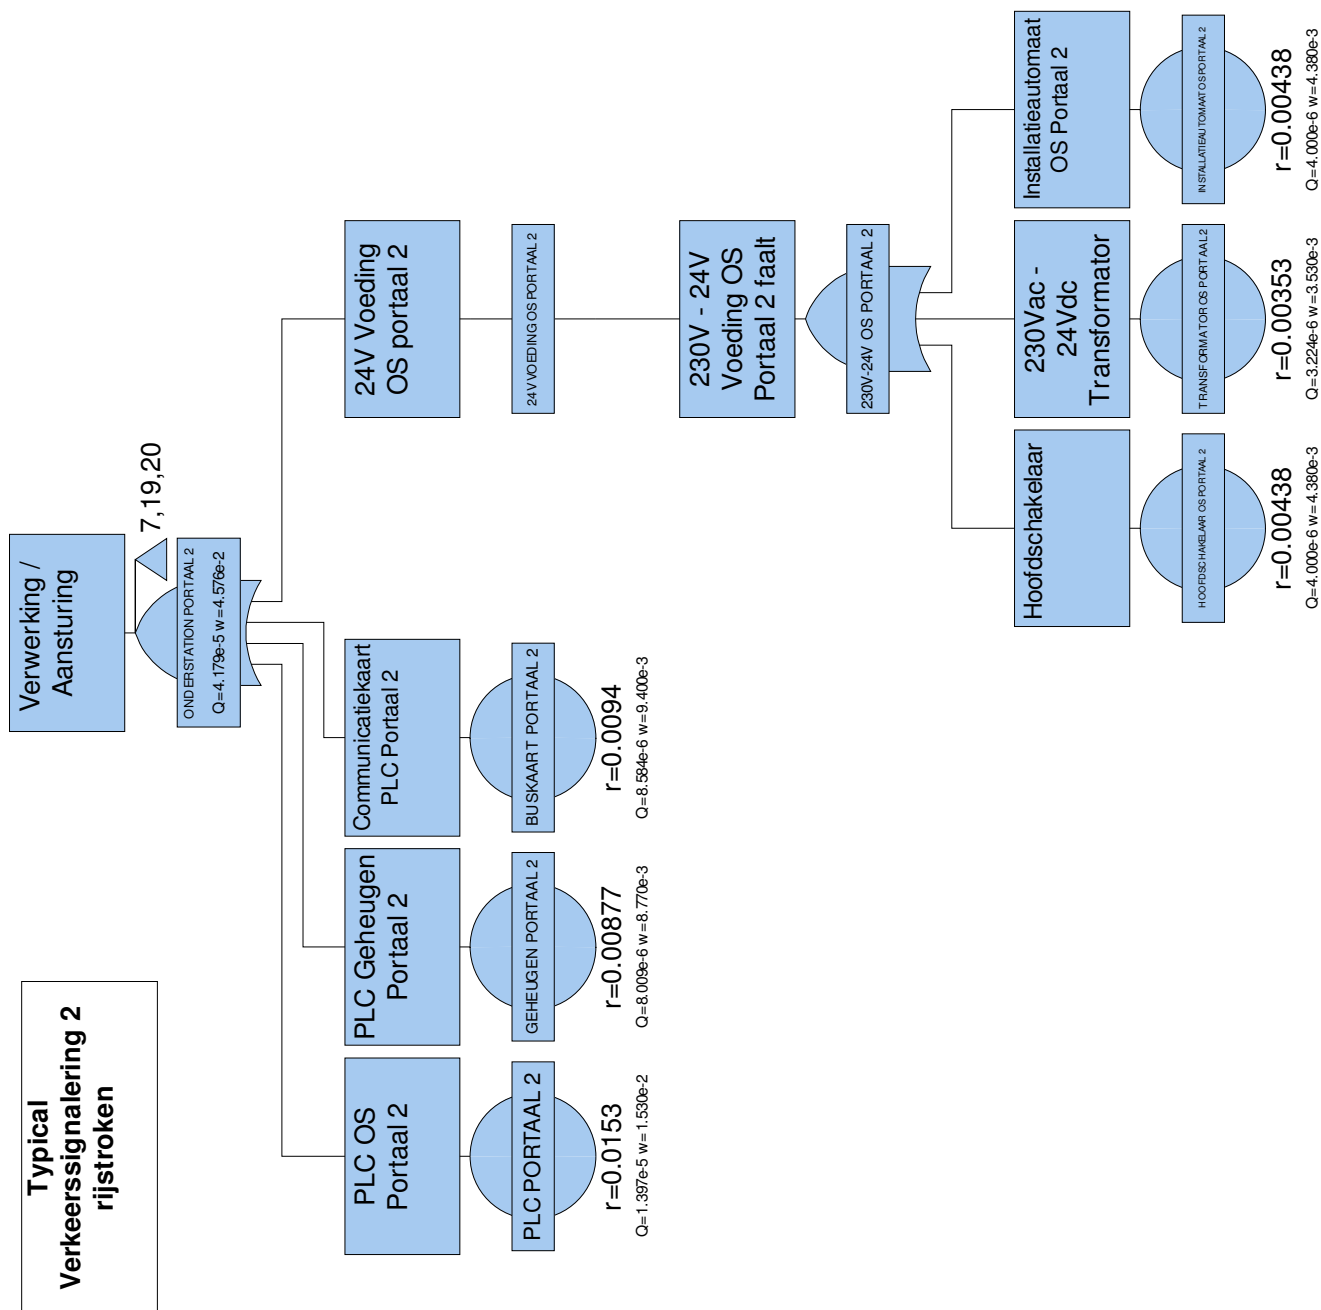 Typical
Verkeerssignalering 2
rijstroken
Verwerking /
Aansturing
7,19,20
ONDERSTATION PORTAAL 2
Q=4.179e-5 w=4.576e-2
PLC OS
Portaal 2
PLC PORTAAL 2
r=0.0153
Q=1.397e-5 w=1.530e-2
PLC Geheugen
Portaal 2
GEHEUGEN PORTAAL 2
r=0.00877
Q=8.009e-6 w=8.770e-3
Communicatiekaart
PLC Portaal 2
BUSKAART PORTAAL 2
r=0.0094
Q=8.584e-6 w=9.400e-3
24V Voeding
OS portaal 2
24V VOEDING OS PORTAAL 2
230V - 24V
Voeding OS
Portaal 2 faalt
230V-24V OS PORTAAL 2
Hoofdschakelaar
HOOFDSCHAKELAAR OS PORTAAL 2
r=0.00438
Q=4.000e-6 w=4.380e-3
230Vac -
24Vdc
Transformator
TRANSFORMATOR OS PORTAAL 2
r=0.00353
Q=3.224e-6 w=3.530e-3
Installatieautomaat
OS Portaal 2
INSTALLATIEAUTOMAAT OS PORTAAL 2
r=0.00438
Q=4.000e-6 w=4.380e-3